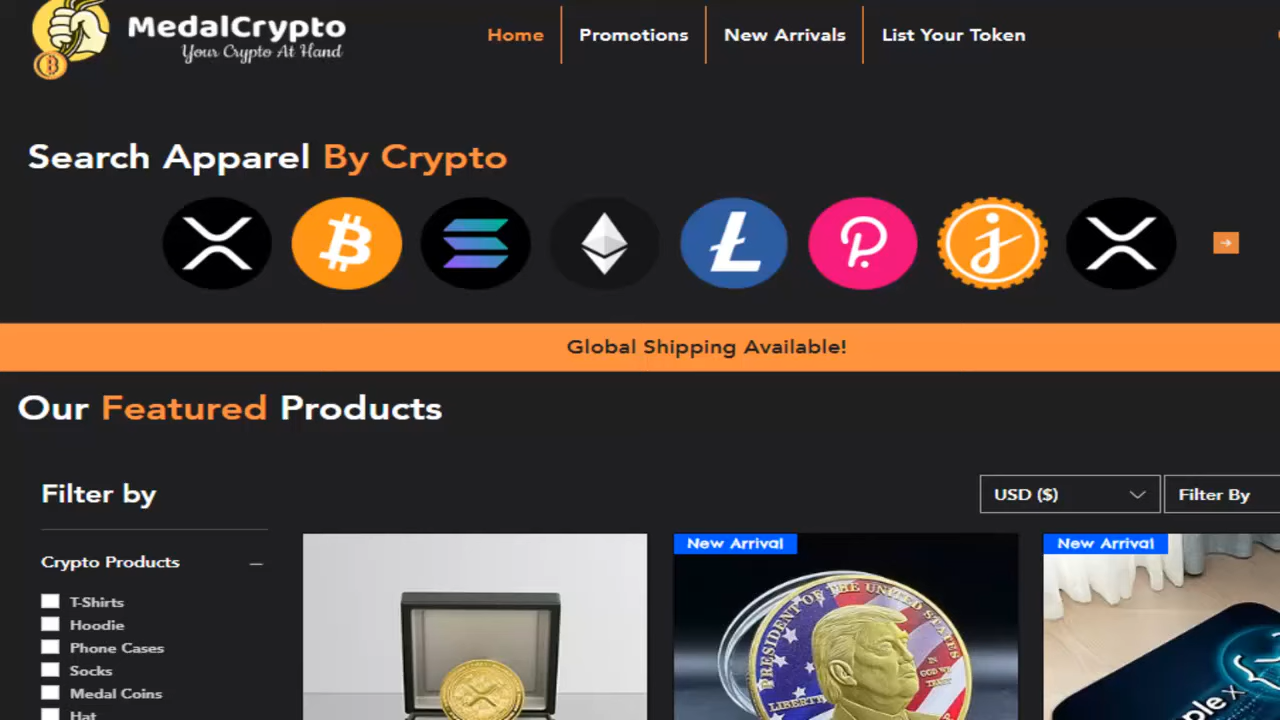 MedalCrypto
Your Crypto At Hand
Home
Promotions
New Arrivals
List Your Token
Search Apparel By Crypto
Global Shipping Available!
Our Featured Products
Filter by
USD ($)
Filter By
Crypto Products
T-Shirts
Hoodie
Phone Cases
Socks
Medal Coins
Hat
New Arrival
PRESIDENT OF THE UNITED STATES
LIBERTY
IN
GOD WE
TRUST
New Arrival